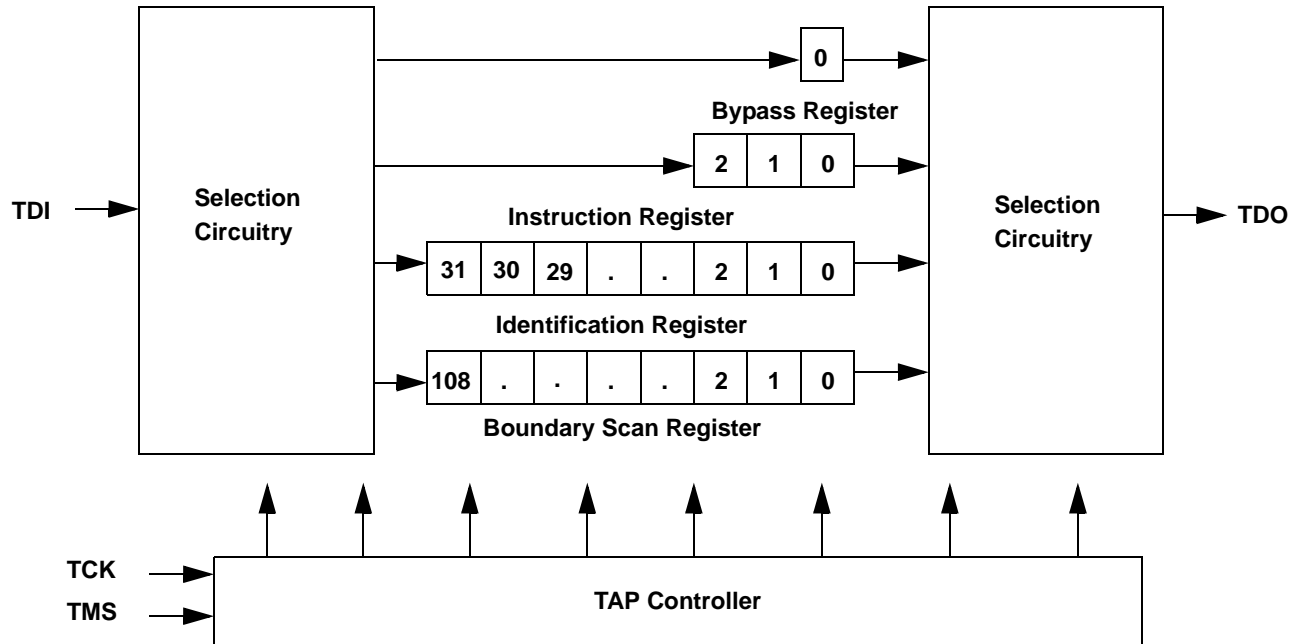 0
Bypass Register
2 1 0
Selection
Circuitry
Selection
Circuitry
TDI
TDO
Instruction Register
31 30 29 . . 2 1 0
Identification Register
108 . . . . 2 1 0
Boundary Scan Register
TCK
TMS
TAP Controller